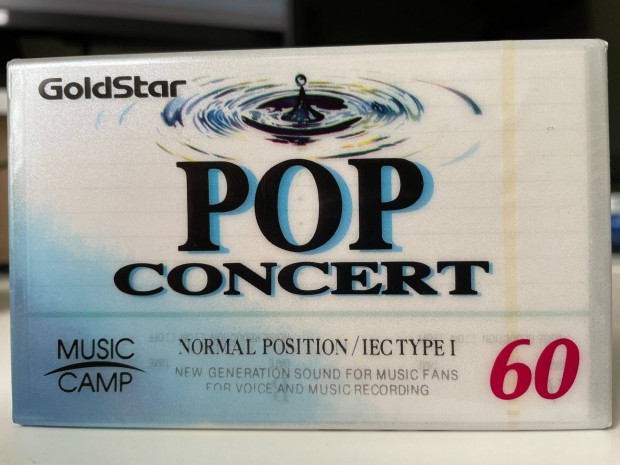 GoldStar
POP
CONCERT
MUSIC
CAMP
NORMAL POSITION/IEC TYPE I
NEW GENERATION SOUND FOR MUSIC FANS
FOR VOICE AND MUSIC RECORDING
60